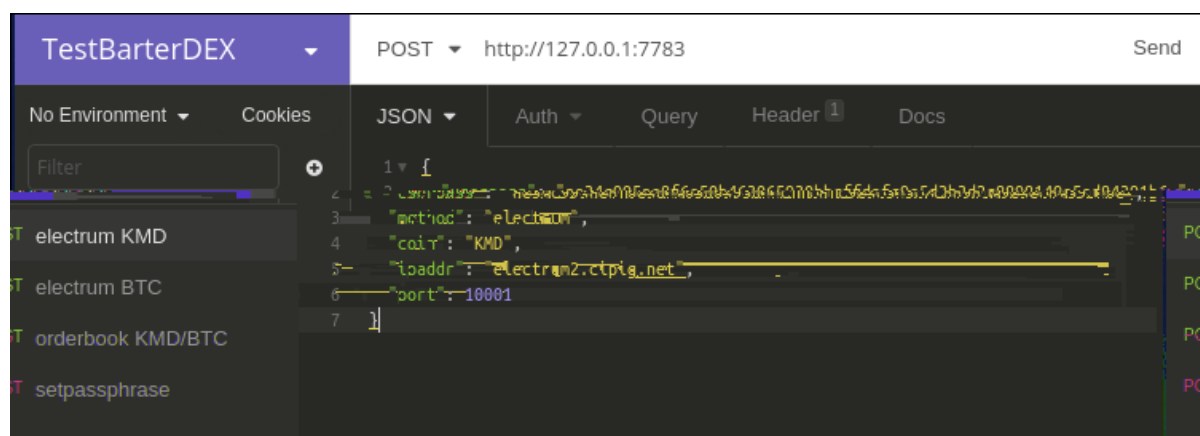 TestBarterDEX
POST http://127.0.0.1:7783 Send
No Environment Cookies JSON Auth Query Header 1 Docs
Filter
1 {
2
3 "method": "electrum",
4 "coin": "KMD",
5 "ipaddr": "electrum2.cipig.net",
6 "port": 10001
7 }
electrum KMD
electrum BTC
orderbook KMD/BTC
setpassphrase